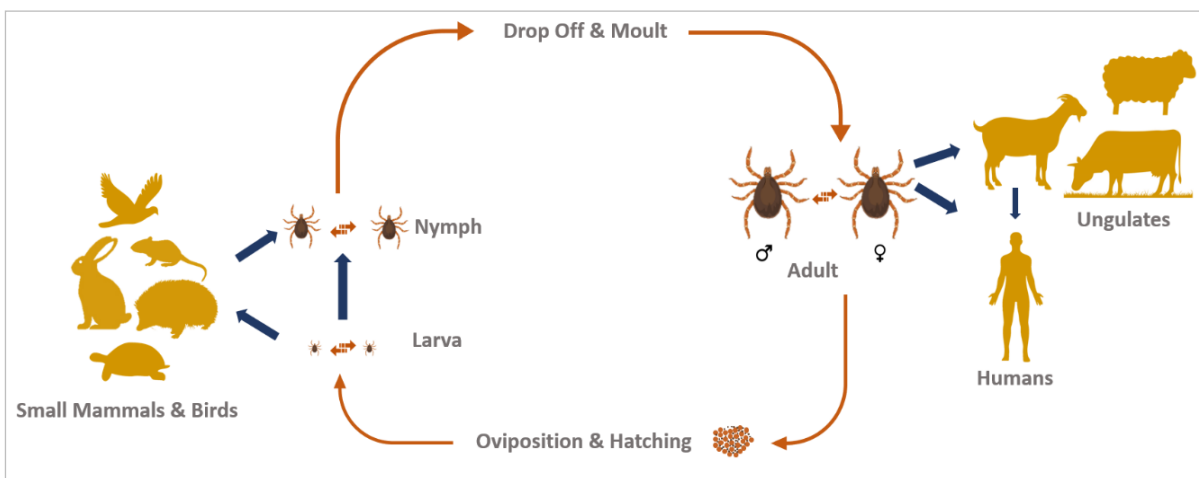 Drop Off & Moult
Ungulates
Nymph
♂
♀
Adult
Larva
Humans
Small Mammals & Birds
Oviposition & Hatching